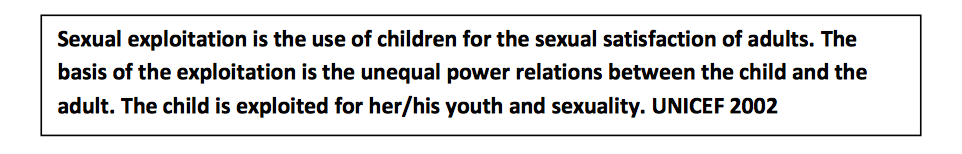 Sexual exploitation is the use of children for the sexual satisfaction of adults. The
basis of the exploitation is the unequal power relations between the child and the
adult. The child is exploited for her/his youth and sexuality. UNICEF 2002